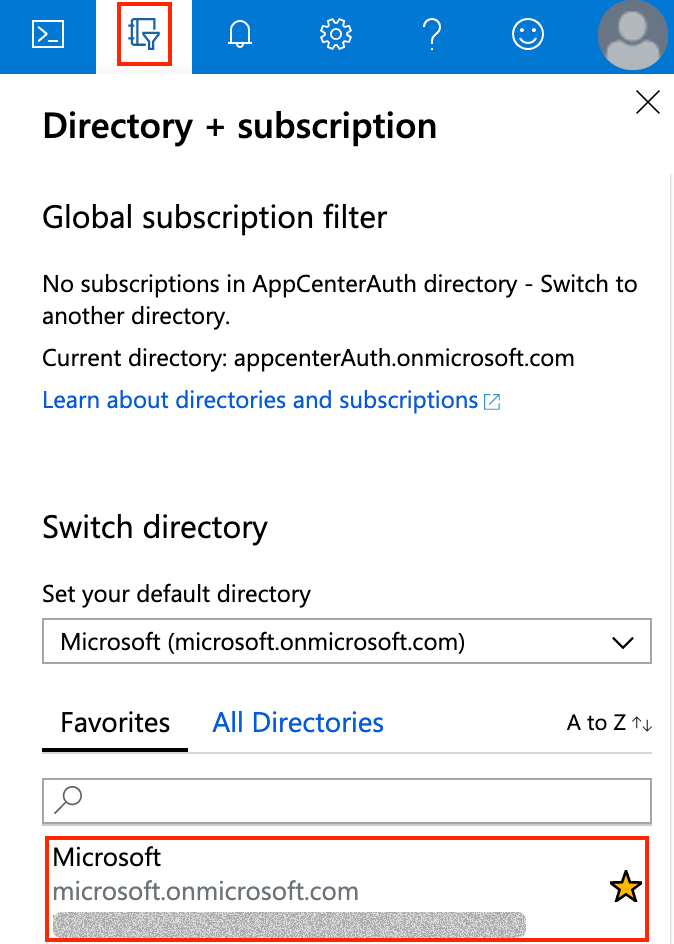 Directory + subscription
Global subscription filter
No subscriptions in AppCenterAuth directory - Switch to
another directory.
Current directory: appcenterAuth.onmicrosoft.com
Learn about directories and subscriptions
Switch directory
Set your default directory
Microsoft (microsoft.onmicrosoft.com)
Favorites All Directories A to Z ↑↓
Microsoft
microsoft.onmicrosoft.com